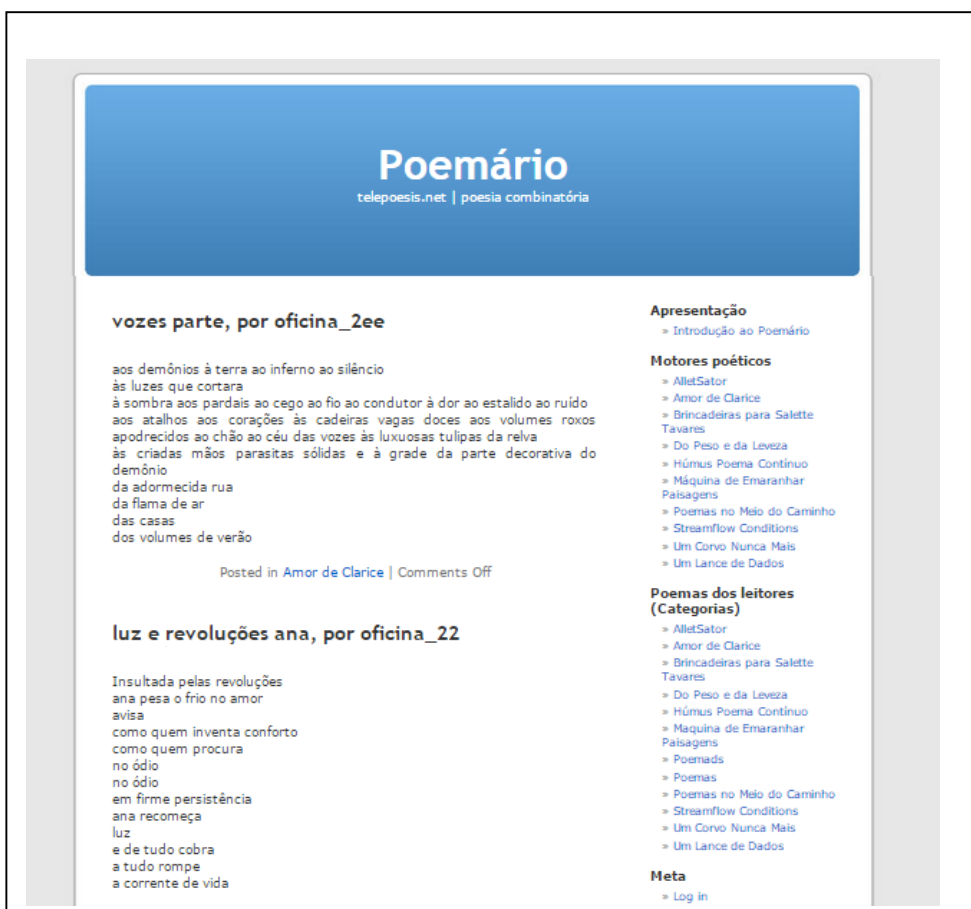 Poemário
telepoesis.net | poesia combinatória
vozes parte, por oficina_2ee
aos demônios à terra ao inferno ao silêncio
às luzes que cortara
à sombra aos pardais ao cego ao fio ao condutor à dor ao estalido ao ruído
aos atalhos aos corações às cadeiras vagas doces aos volumes roxos
apodrecidos ao chão ao céu das vozes às luxuosas tulipas da relva
às criadas mãos parasitas sólidas e à grade da parte decorativa do
demônio
da adormecida rua
da flama de ar
das casas
dos volumes de verão
Posted in Amor de Clarice | Comments Off
luz e revoluções ana, por oficina_22
Insultada pelas revoluções
ana pesa o frio no amor
avisa
como quem inventa conforto
como quem procura
no ódio
no ódio
em firme persistência
ana recomeça
luz
e de tudo cobra
a tudo rompe
a corrente de vida
Apresentação
» Introdução ao Poemário
Motores poéticos
» AlletSator
» Amor de Clarice
» Brincadeiras para Salette
Tavares
» Do Peso e da Leveza
» Húmus Poema Contínuo
» Máquina de Emaranhar
Paisagens
» Poemas no Meio do Caminho
» Streamflow Conditions
» Um Corvo Nunca Mais
» Um Lance de Dados
Poemas dos leitores
(Categorias)
» AlletSator
» Amor de Clarice
» Brincadeiras para Salette
Tavares
» Do Peso e da Leveza
» Húmus Poema Contínuo
» Maquina de Emaranhar
Paisagens
» Poemads
» Poemas
» Poemas no Meio do Caminho
» Streamflow Conditions
» Um Corvo Nunca Mais
» Um Lance de Dados
Meta
» Log in